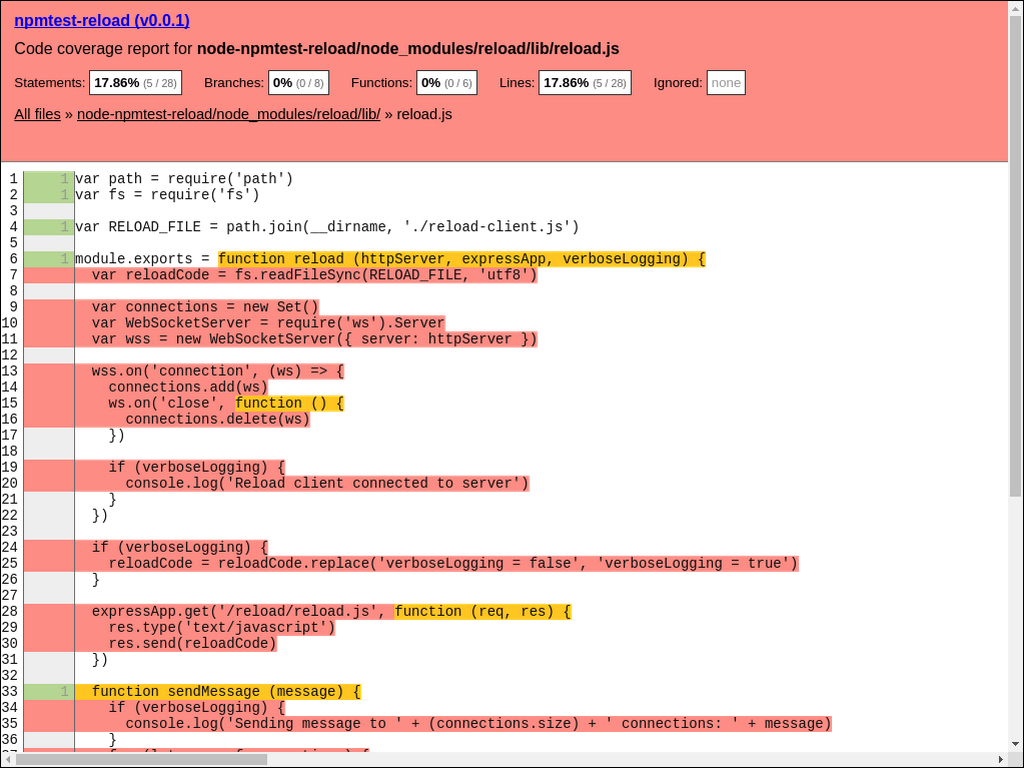 npmtest-reload (v0.0.1)
Code coverage report for node-npmtest-reload/node_modules/reload/lib/reload.js
Statements: 17.86% (5 / 28) Branches: 0% (0 / 8) Functions: 0% (0 / 6) Lines: 17.86% (5 / 28) Ignored: none
All files » node-npmtest-reload/node_modules/reload/lib/ » reload.js
1 1 var path = require('path')
2 1 var fs = require('fs')
3
4 1 var RELOAD_FILE = path.join(__dirname, './reload-client.js')
5
6 1 module.exports = function reload (httpServer, expressApp, verboseLogging) {
7 var reloadCode = fs.readFileSync(RELOAD_FILE, 'utf8')
8
9 var connections = new Set()
10 var WebSocketServer = require('ws').Server
11 var wss = new WebSocketServer({ server: httpServer })
12
13 wss.on('connection', (ws) => {
14 connections.add(ws)
15 ws.on('close', function () {
16 connections.delete(ws)
17 })
18
19 if (verboseLogging) {
20 console.log('Reload client connected to server')
21 }
22 })
23
24 if (verboseLogging) {
25 reloadCode = reloadCode.replace('verboseLogging = false', 'verboseLogging = true')
26 }
27
28 expressApp.get('/reload/reload.js', function (req, res) {
29 res.type('text/javascript')
30 res.send(reloadCode)
31 })
32
33 1 function sendMessage (message) {
34 if (verboseLogging) {
35 console.log('Sending message to ' + (connections.size) + ' connections: ' + message)
36 }